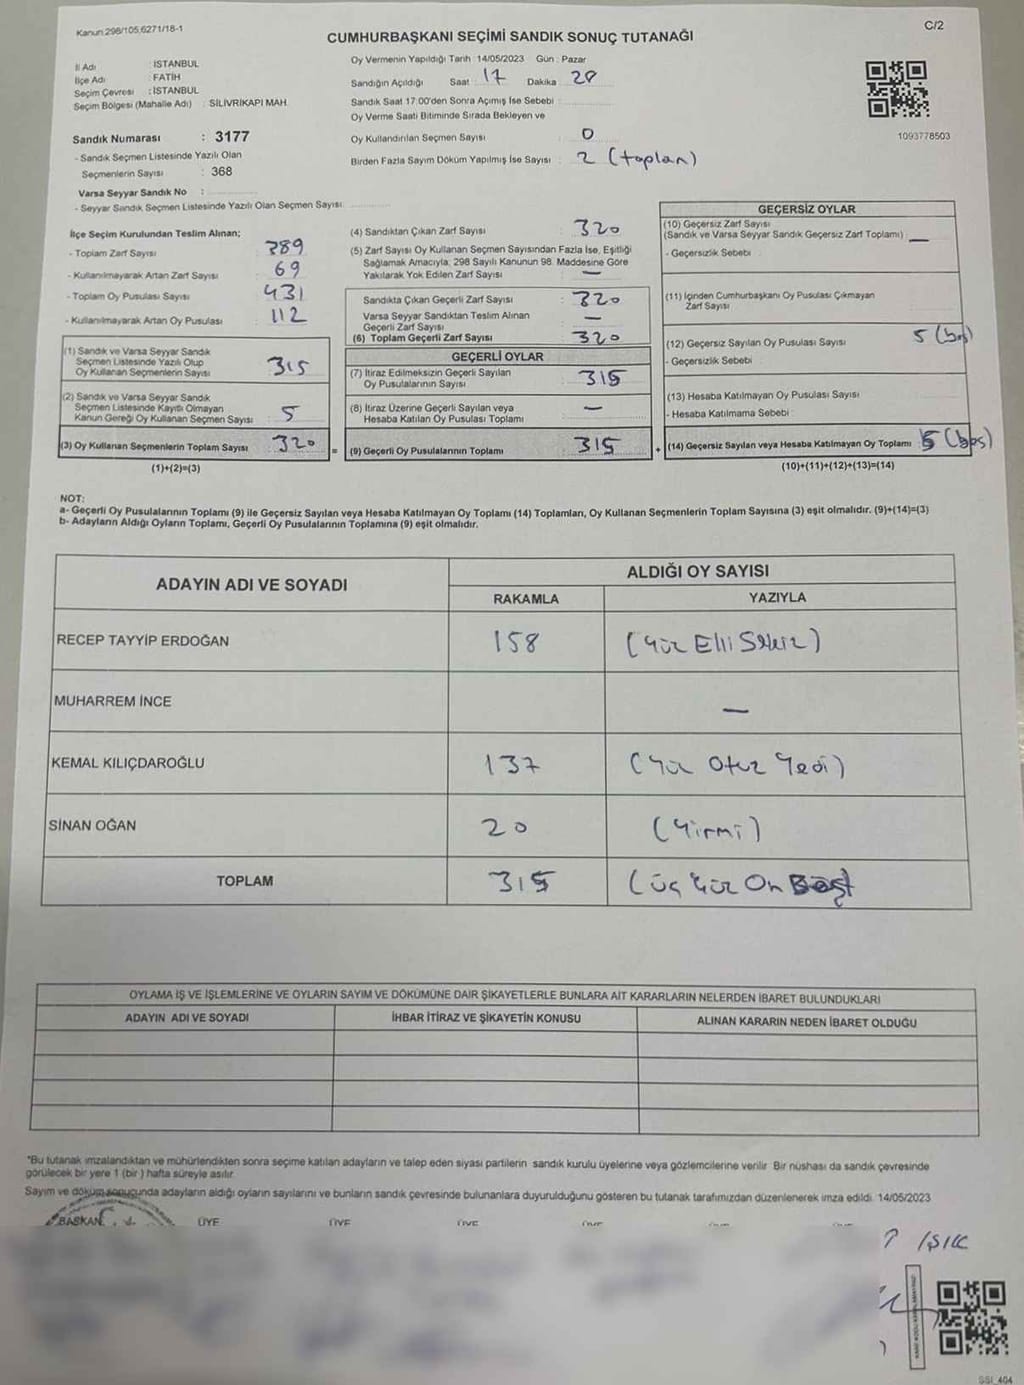 Kanun:298/105,6271/18-1
C/2
CUMHURBAŞKANI SEÇİMİ SANDIK SONUÇ TUTANAĞI
İl Adı : İSTANBUL
İlçe Adı : FATİH
Seçim Çevresi : İSTANBUL
Seçim Bölgesi (Mahalle Adı) : SİLİVRİKAPI MAH.
Oy Vermenin Yapıldığı Tarih : 14/05/2023 Gün : Pazar
Sandığın Açıldığı Saat : 17 Dakika : 28
Sandık Saat 17:00'den Sonra Açımış İse Sebebi :
Oy Verme Saati Bitiminde Sırada Bekleyen ve
Oy Kullandırılan Seçmen Sayısı : 0
Birden Fazla Sayım Döküm Yapılmış İse Sayısı : 2 (toplan)
1093778503
Sandık Numarası : 3177
- Sandık Seçmen Listesinde Yazılı Olan
Seçmenlerin Sayısı : 368
Varsa Seyyar Sandık No :
- Seyyar Sandık Seçmen Listesinde Yazılı Olan Seçmen Sayısı:
İlçe Seçim Kurulundan Teslim Alınan;
- Toplam Zarf Sayısı : 389
- Kullanılmayarak Artan Zarf Sayısı : 69
- Toplam Oy Pusulası Sayısı : 431
- Kullanılmayarak Artan Oy Pusulası : 112
(1) Sandık ve Varsa Seyyar Sandık
Seçmen Listesinde Yazılı Olup
Oy Kullanan Seçmenlerin Sayısı : 315
(2) Sandık ve Varsa Seyyar Sandık
Seçmen Listesinde Kayıtlı Olmayan
Kanun Gereği Oy Kullanan Seçmen Sayısı : 5
(3) Oy Kullanan Seçmenlerin Toplam Sayısı : 320
(1)+(2)=(3)
(4) Sandıktan Çıkan Zarf Sayısı : 320
(5) Zarf Sayısı Oy Kullanan Seçmen Sayısından Fazla İse, Eşitliği
Sağlamak Amacıyla; 298 Sayılı Kanunun 98. Maddesine Göre
Yakılarak Yok Edilen Zarf Sayısı : —
Sandıkta Çıkan Geçerli Zarf Sayısı : 320
Varsa Seyyar Sandıktan Teslim Alınan
Geçerli Zarf Sayısı : —
(6) Toplam Geçerli Zarf Sayısı : 320
GEÇERLİ OYLAR
(7) İtiraz Edilmeksizin Geçerli Sayılan
Oy Pusulalarının Sayısı : 315
(8) İtiraz Üzerine Geçerli Sayılan veya
Hesaba Katılan Oy Pusulası Toplamı : —
= (9) Geçerli Oy Pusulalarının Toplamı : 315 +
GEÇERSİZ OYLAR
(10) Geçersiz Zarf Sayısı
(Sandık ve Varsa Seyyar Sandık Geçersiz Zarf Toplamı) : —
- Geçersizlik Sebebi :
(11) İçinden Cumhurbaşkanı Oy Pusulası Çıkmayan
Zarf Sayısı :
(12) Geçersiz Sayılan Oy Pusulası Sayısı : 5 (boş)
- Geçersizlik Sebebi :
(13) Hesaba Katılmayan Oy Pusulası Sayısı :
- Hesaba Katılmama Sebebi :
(14) Geçersiz Sayılan veya Hesaba Katılmayan Oy Toplamı : 5 (boş)
(10)+(11)+(12)+(13)=(14)
NOT:
a- Geçerli Oy Pusulalarının Toplamı (9) ile Geçersiz Sayılan veya Hesaba Katılmayan Oy Toplamı (14) Toplamları, Oy Kullanan Seçmenlerin Toplam Sayısına (3) eşit olmalıdır. (9)+(14)=(3)
b- Adayların Aldığı Oyların Toplamı, Geçerli Oy Pusulalarının Toplamına (9) eşit olmalıdır.
ADAYIN ADI VE SOYADI ALDIĞI OY SAYISI
RAKAMLA YAZIYLA
RECEP TAYYİP ERDOĞAN 158 (Yüz Elli Sekiz)
MUHARREM İNCE —
KEMAL KILIÇDAROĞLU 137 (Yüz Otuz Yedi)
SİNAN OĞAN 20 (Yirmi)
TOPLAM 315 (Üç Yüz On Beş)
OYLAMA İŞ VE İŞLEMLERİNE VE OYLARIN SAYIM VE DÖKÜMÜNE DAİR ŞİKAYETLERLE BUNLARA AİT KARARLARIN NELERDEN İBARET BULUNDUKLARI
ADAYIN ADI VE SOYADI İHBAR İTİRAZ VE ŞİKAYETİN KONUSU ALINAN KARARIN NEDEN İBARET OLDUĞU
*Bu tutanak imzalandıktan ve mühürlendikten sonra seçime katılan adayların ve talep eden siyasi partilerin sandık kurulu üyelerine veya gözlemcilerine verilir. Bir nüshası da sandık çevresinde
görülecek bir yere 1 (bir) hafta süreyle asılır.
Sayım ve döküm sonucunda adayların aldığı oyların sayılarını ve bunların sandık çevresinde bulunanlara duyurulduğunu gösteren bu tutanak tarafımızdan düzenlenerek imza edildi. 14/05/2023
BAŞKAN ÜYE ÜYE ÜYE
IŞIK
SSI_404